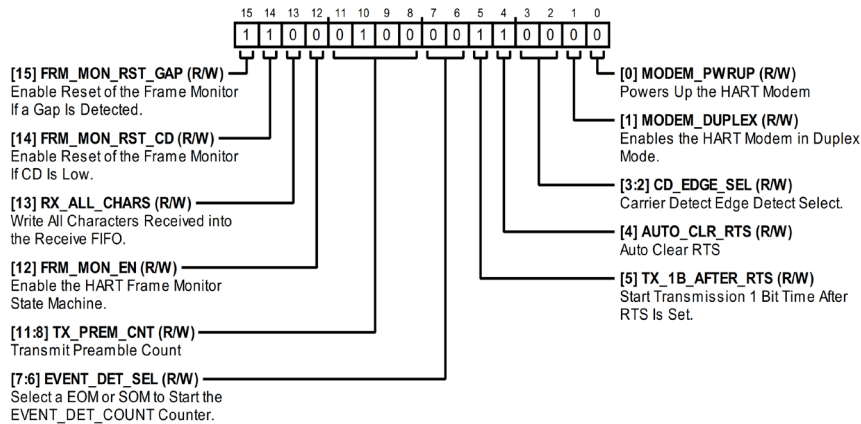 15 14 13 12 11 10 9 8 7 6 5 4 3 2 1 0
1 1 0 0 0 1 0 0 0 0 1 1 0 0 0 0
[15] FRM_MON_RST_GAP (R/W)
Enable Reset of the Frame Monitor
If a Gap Is Detected.
[14] FRM_MON_RST_CD (R/W)
Enable Reset of the Frame Monitor
If CD Is Low.
[13] RX_ALL_CHARS (R/W)
Write All Characters Received into
the Receive FIFO.
[12] FRM_MON_EN (R/W)
Enable the HART Frame Monitor
State Machine.
[11:8] TX_PREM_CNT (R/W)
Transmit Preamble Count
[7:6] EVENT_DET_SEL (R/W)
Select a EOM or SOM to Start the
EVENT_DET_COUNT Counter.
[0] MODEM_PWRUP (R/W)
Powers Up the HART Modem
[1] MODEM_DUPLEX (R/W)
Enables the HART Modem in Duplex
Mode.
[3:2] CD_EDGE_SEL (R/W)
Carrier Detect Edge Detect Select.
[4] AUTO_CLR_RTS (R/W)
Auto Clear RTS
[5] TX_1B_AFTER_RTS (R/W)
Start Transmission 1 Bit Time After
RTS Is Set.